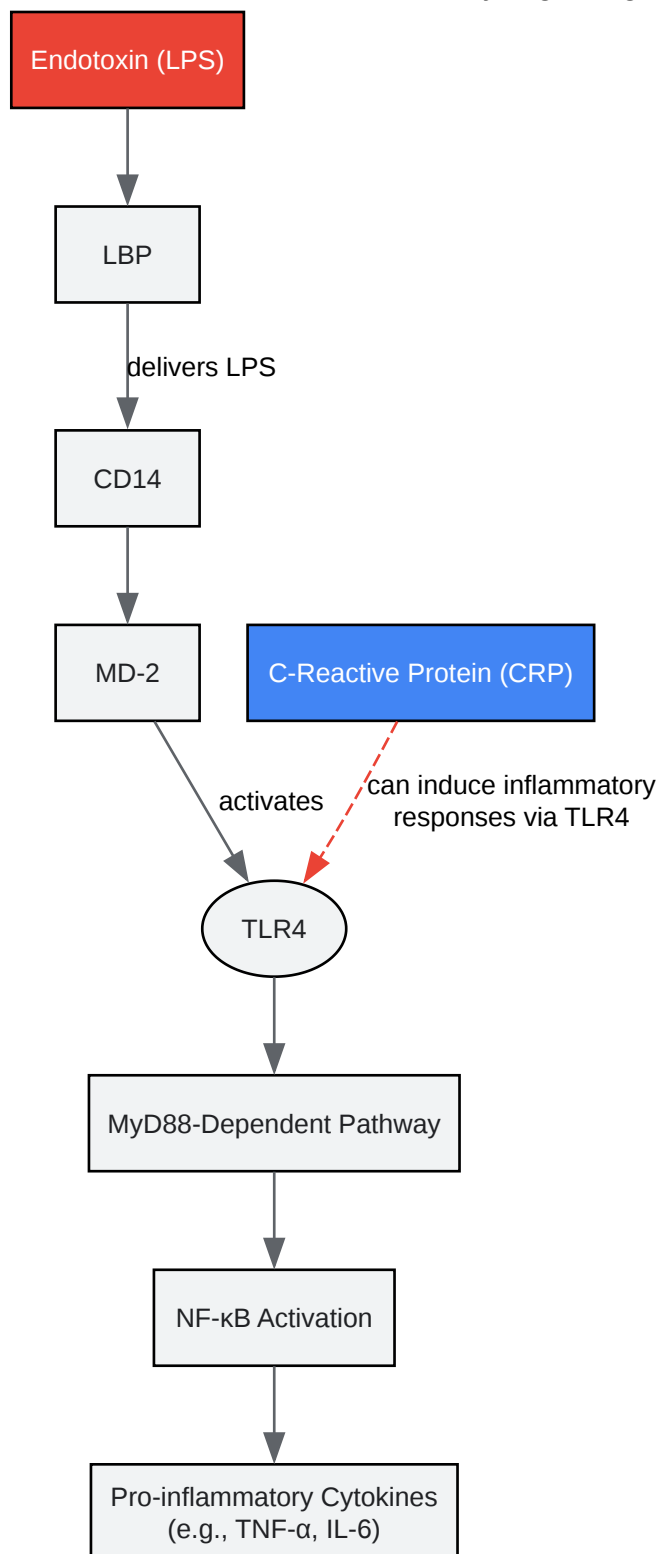 Endotoxin (LPS)
LBP
delivers LPS
CD14
MD-2
C-Reactive Protein (CRP)
activates
can induce inflammatory
responses via TLR4
TLR4
MyD88-Dependent Pathway
NF-κB Activation
Pro-inflammatory Cytokines
(e.g., TNF-α, IL-6)